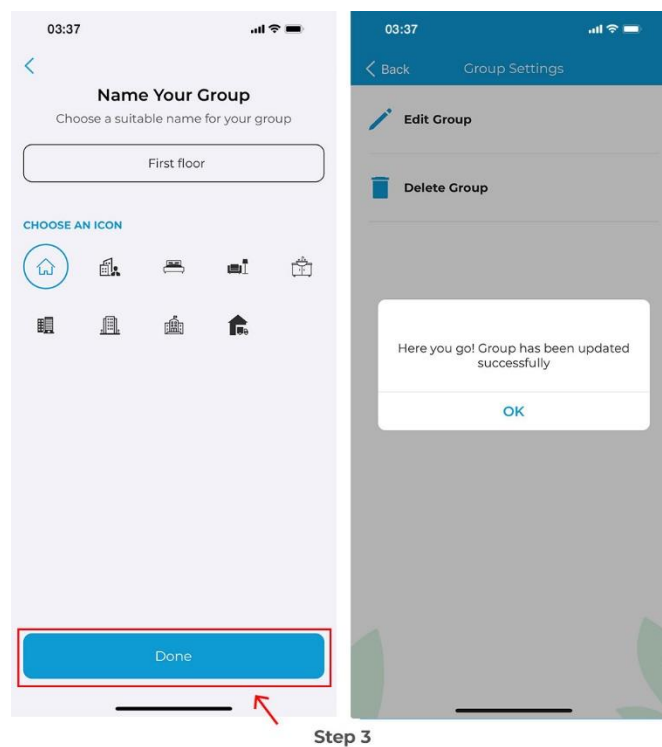 03:37
Name Your Group
Choose a suitable name for your group
First floor
CHOOSE AN ICON
Done
03:37
Back
Group Settings
Edit Group
Delete Group
Here you go! Group has been updated
successfully
OK
Step 3